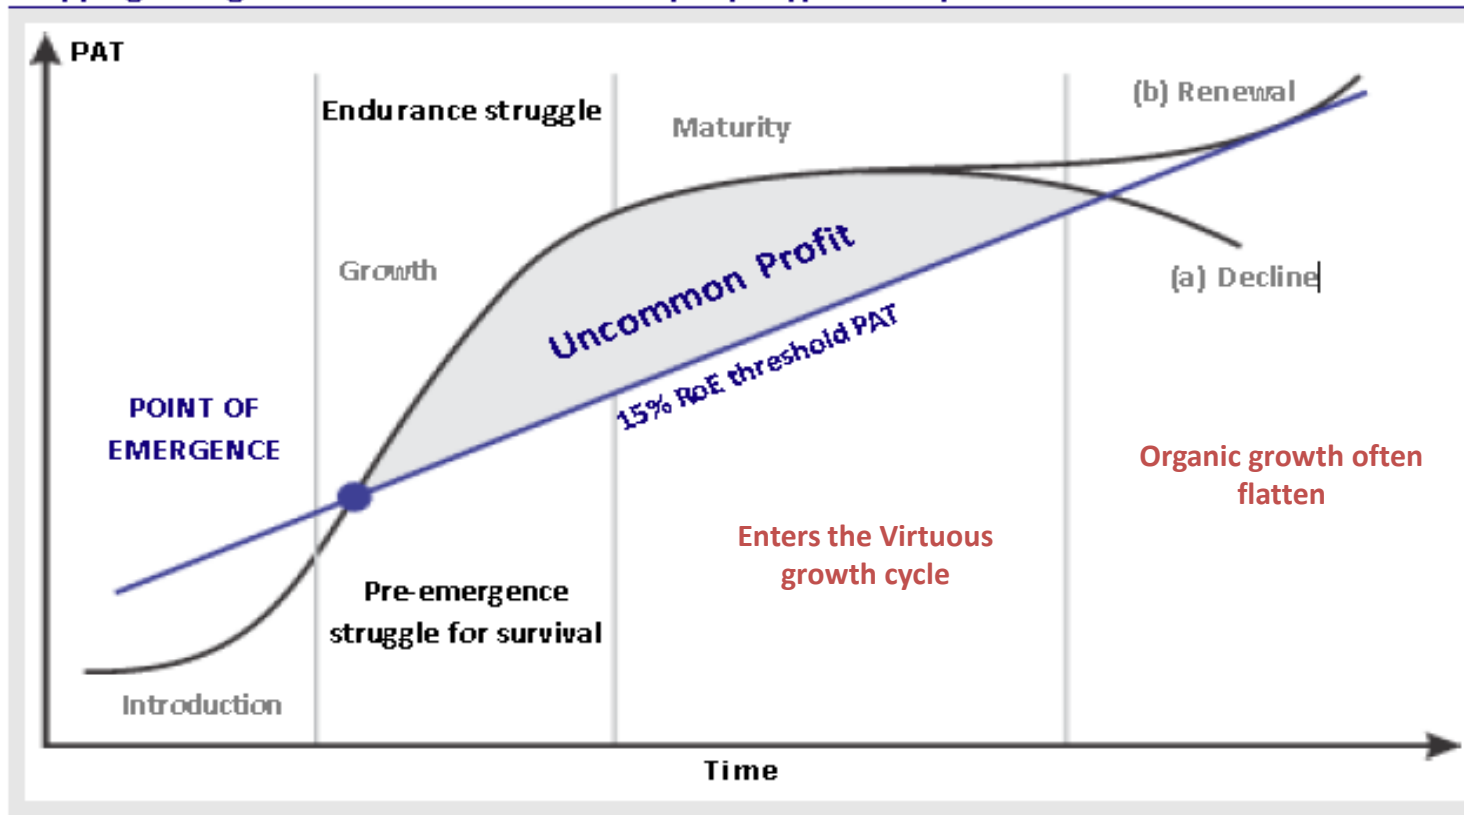 PAT
Endurance struggle
(b) Renewal
Maturity
Growth
Uncommon Profit
(a) Decline
15% RoE threshold PAT
POINT OF
EMERGENCE
Organic growth often
flatten
Enters the Virtuous
growth cycle
Pre-emergence
struggle for survival
Introduction
Time